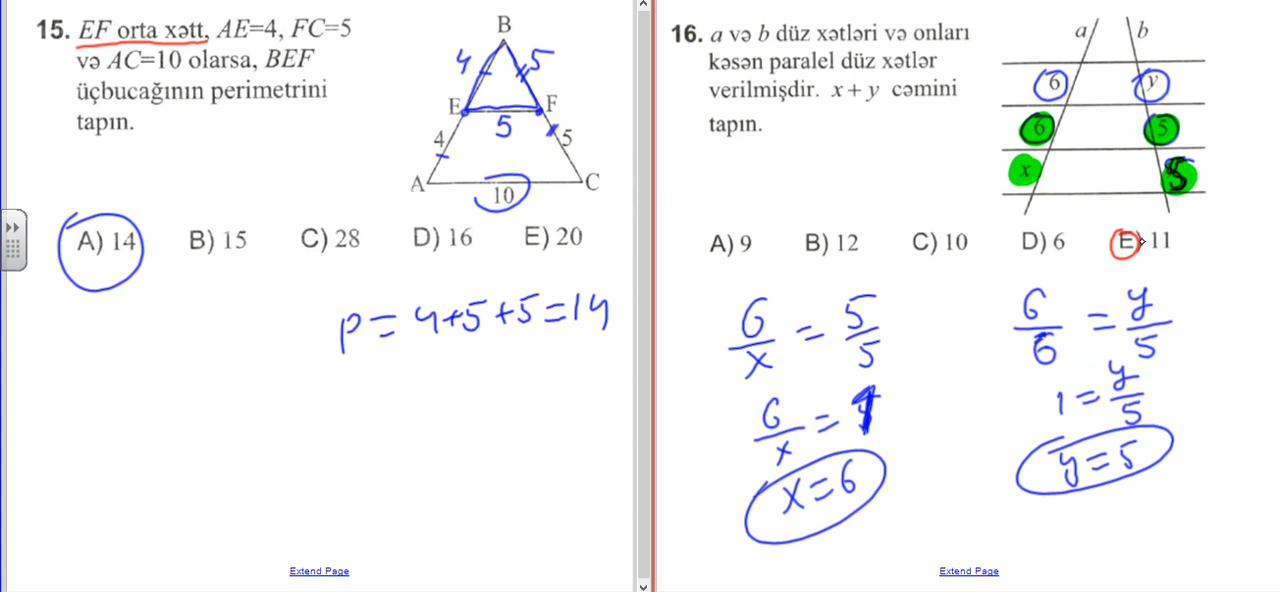 15. EF orta xətt, AE=4, FC=5
və AC=10 olarsa, BEF
üçbucağının perimetrini
tapın.
B
4 5
E F
5
4 5
A C
10
A) 14 B) 15 C) 28 D) 16 E) 20
P = 4+5+5=14
Extend Page
16. a və b düz xətləri və onları
kəsən paralel düz xətlər
verilmişdir. x+y cəmini
tapın.
a b
6 y
6 5
x 5
A) 9 B) 12 C) 10 D) 6 E) 11
6/x = 5/5
6/x = 1
x=6
6/6 = y/5
1 = y/5
y=5
Extend Page